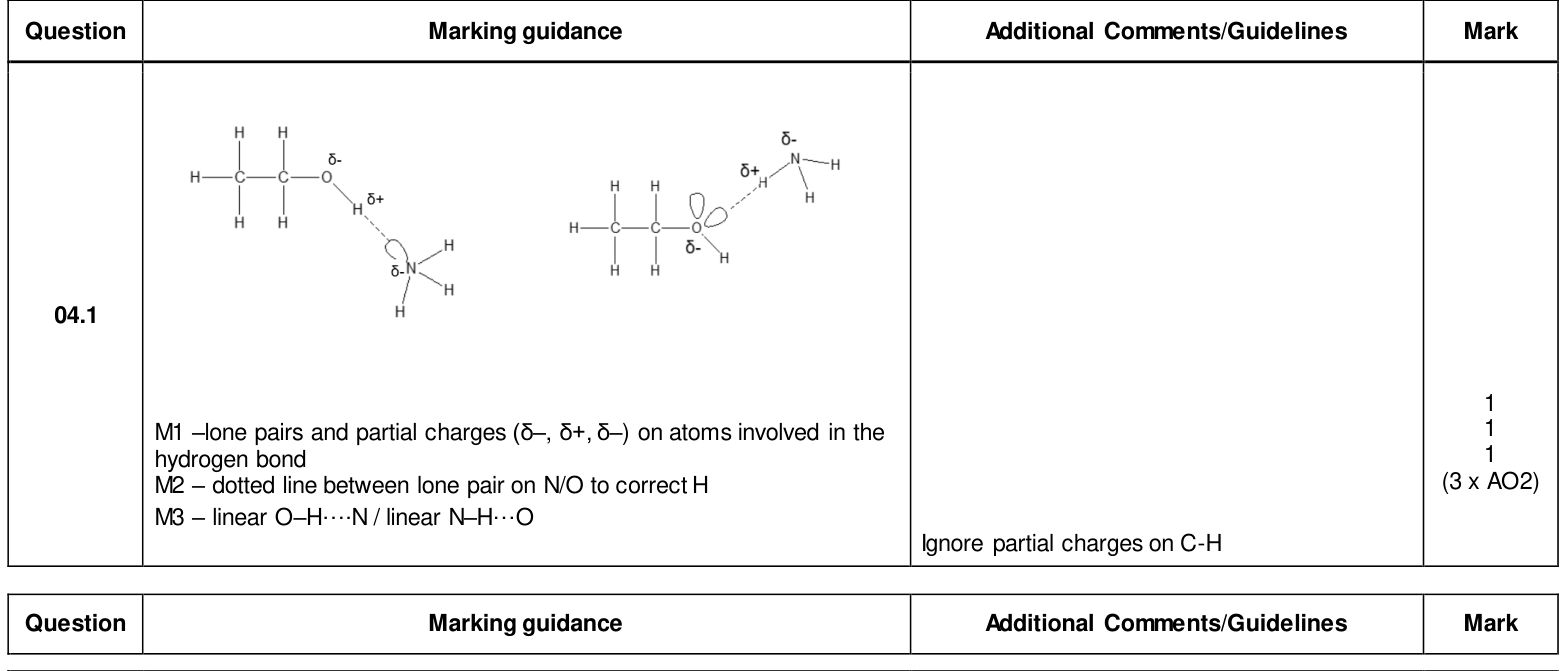 Question Marking guidance Additional Comments/Guidelines Mark
H H
δ-
H C C O
δ+
H
H H
H
δ- N
H
H
δ-
N H
δ+
H
H
H H
H C C O
δ-
H
H H
04.1
M1 –lone pairs and partial charges (δ–, δ+, δ–) on atoms involved in the
hydrogen bond
M2 – dotted line between lone pair on N/O to correct H
M3 – linear O–H····N / linear N–H···O
Ignore partial charges on C-H
1
1
1
(3 x AO2)
Question Marking guidance Additional Comments/Guidelines Mark